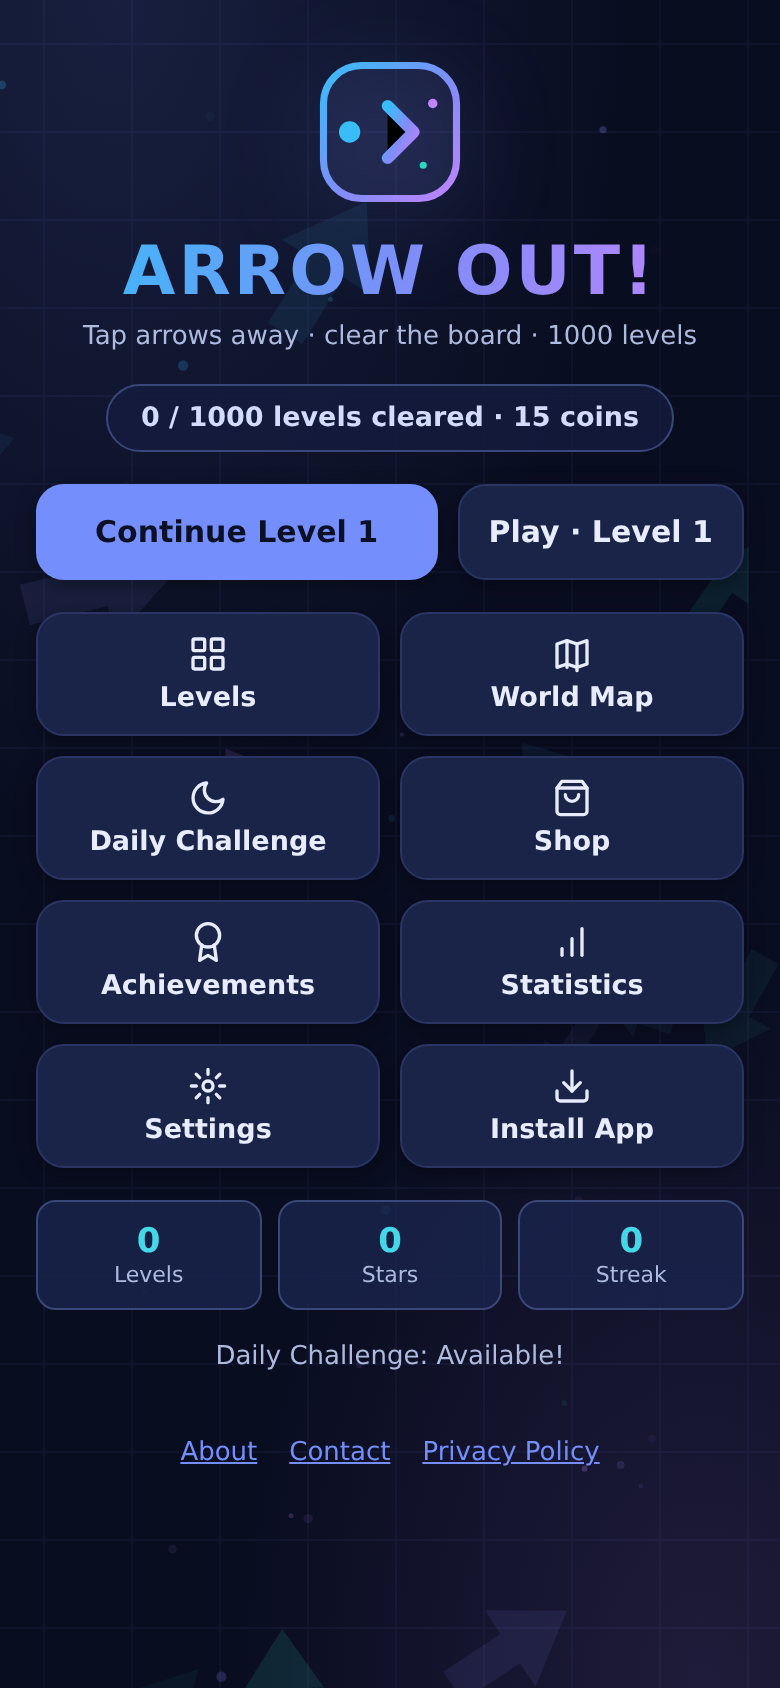 ARROW OUT!
Tap arrows away · clear the board · 1000 levels
0 / 1000 levels cleared · 15 coins
Continue Level 1
Play · Level 1
Levels
World Map
Daily Challenge
Shop
Achievements
Statistics
Settings
Install App
0
Levels
0
Stars
0
Streak
Daily Challenge: Available!
About Contact Privacy Policy